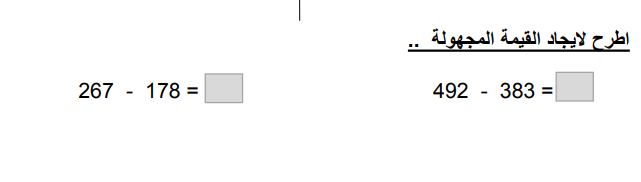 اطرح لايجاد القيمة المجهولة ..
492 - 383 =
267 - 178 =